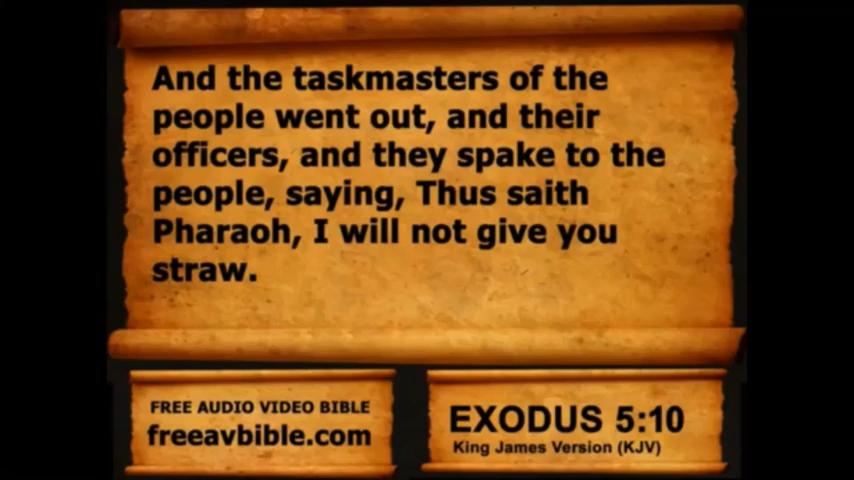 And the taskmasters of the
people went out, and their
officers, and they spake to the
people, saying, Thus saith
Pharaoh, I will not give you
straw.
FREE AUDIO VIDEO BIBLE
freeavbible.com
EXODUS 5:10
King James Version (KJV)